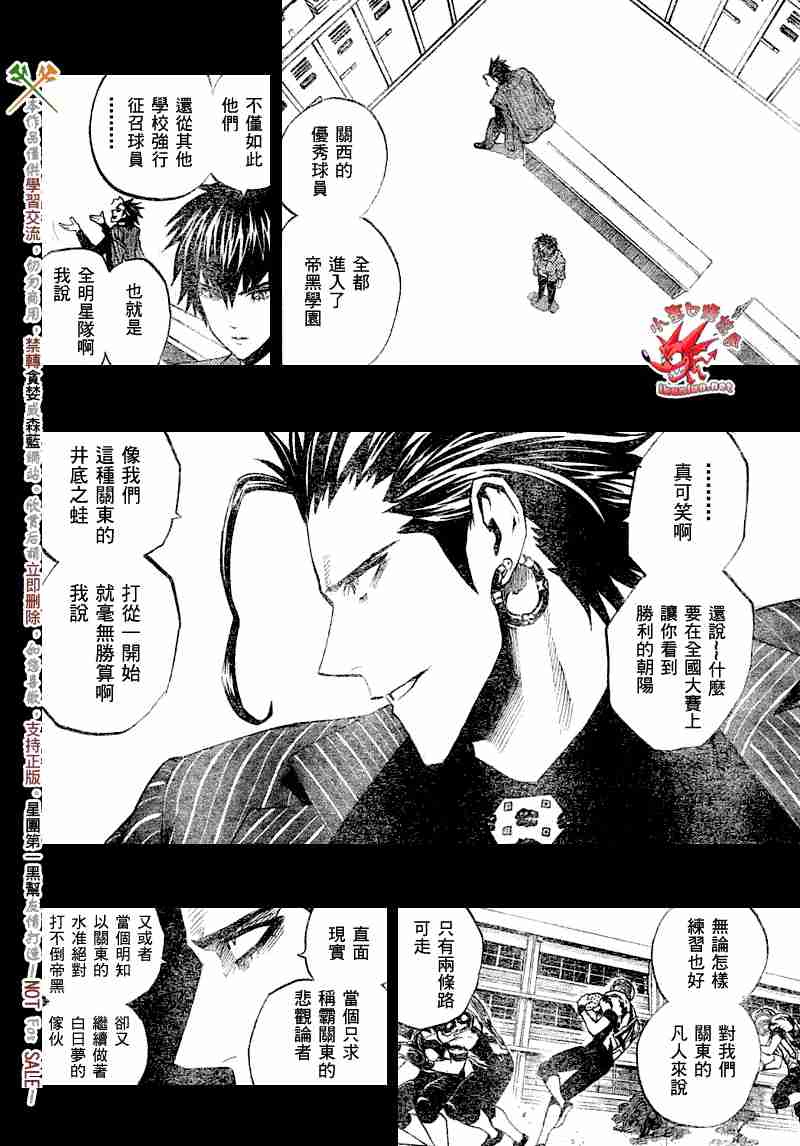 關西的
優秀球員
全都
進入了
帝黑學園
不僅如此
他們
還從其他
學校強行
征召球員
………
也就是
全明星隊啊
我說
………
真可笑啊
還說~什麼
要在全國大賽上
讓你看到
勝利的朝陽
像我們
這種關東的
井底之蛙
打從一開始
就毫無勝算啊
我說
無論怎樣
練習也好
對我們
關東的
凡人來說
只有兩條路
可走
直面
現實
當個只求
稱霸關東的
悲觀論者
又或者
當個明知
以關東的
水准絕對
打不倒帝黑
卻又
繼續做著
白日夢的
傢伙
本作品僅供學習交流，勿為商用，禁轉貪婪威森藍網站。欣賞后請立即刪除，如您喜歡，支持正版。星團第一黑幫友情打造—NOT For SALE—